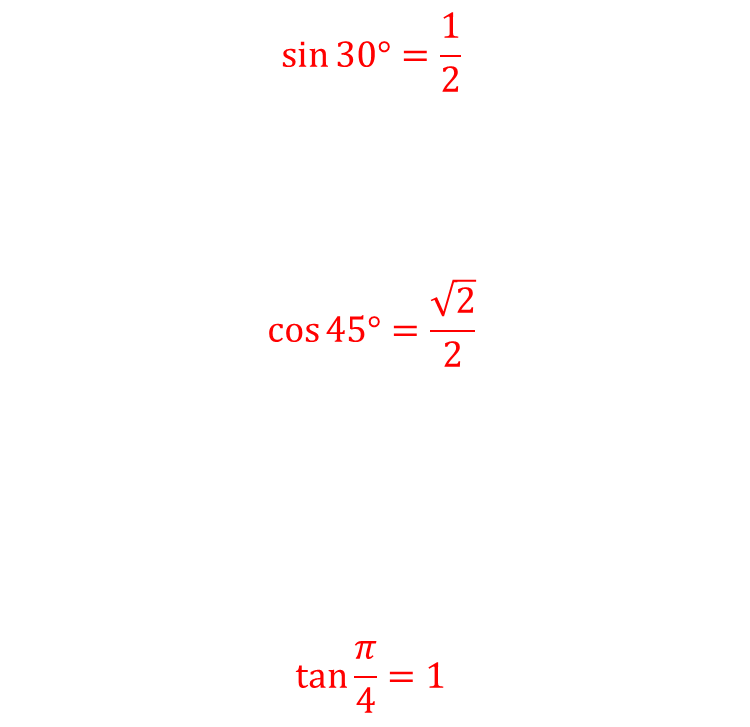 sin 30° = 1/2
cos 45° = √2/2
tan π/4 = 1